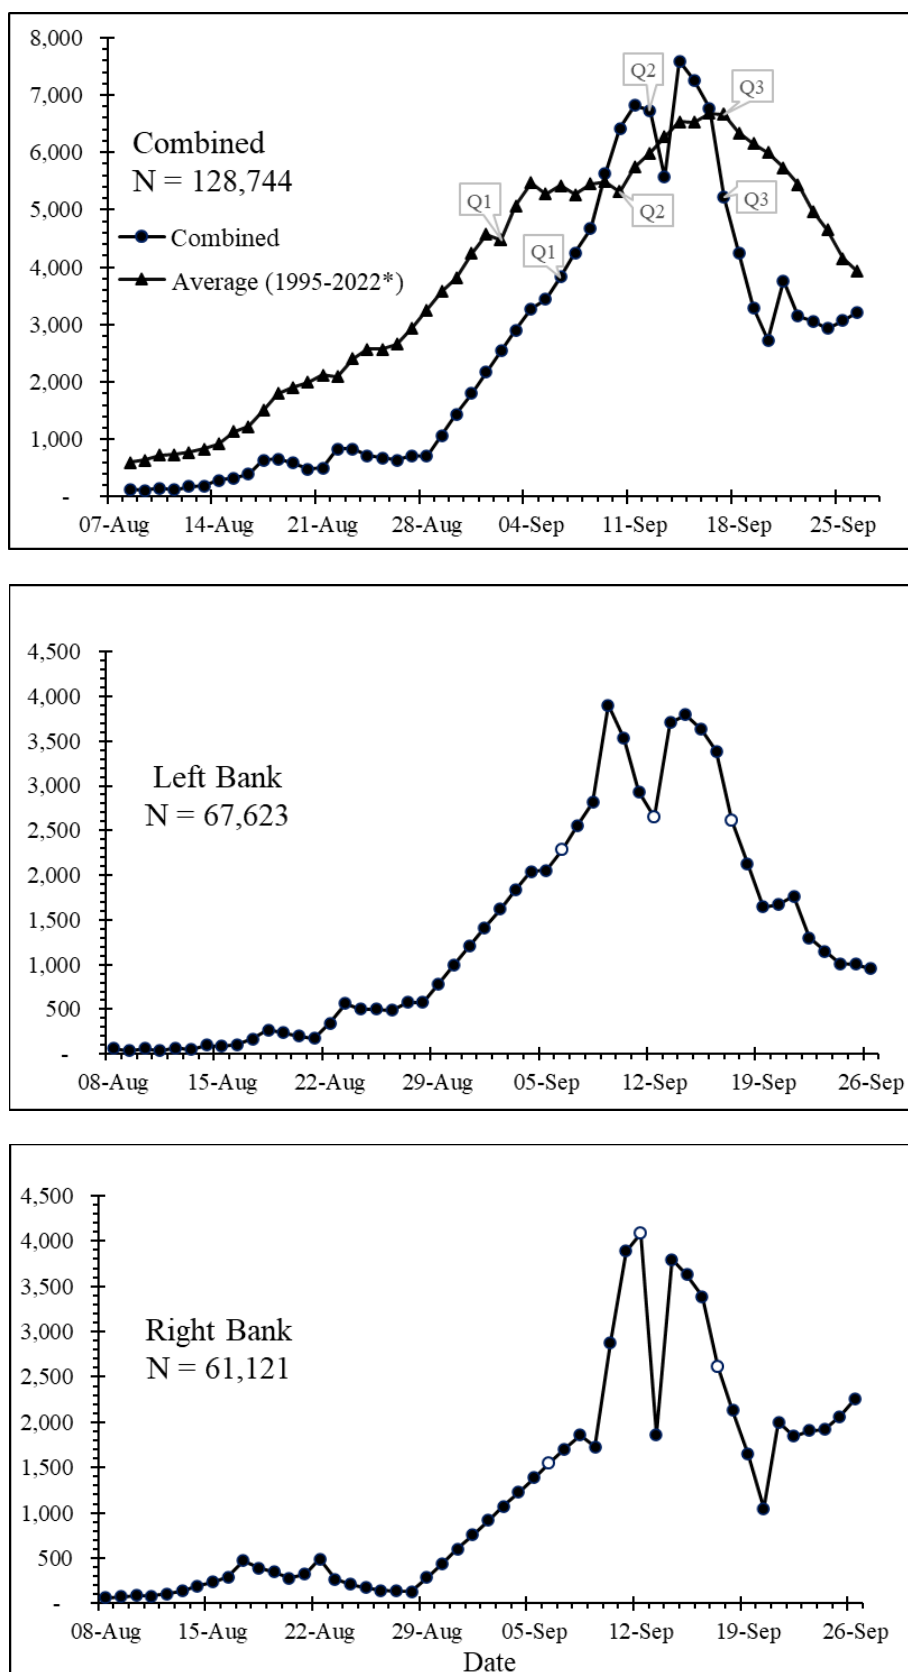 8,000
7,000
6,000
5,000
4,000
3,000
2,000
1,000
-
Combined
N = 128,744
Combined
Average (1995-2022*)
Q1
Q1
Q2
Q2
Q3
Q3
07-Aug 14-Aug 21-Aug 28-Aug 04-Sep 11-Sep 18-Sep 25-Sep
4,500
4,000
3,500
3,000
2,500
2,000
1,500
1,000
500
-
Left Bank
N = 67,623
08-Aug 15-Aug 22-Aug 29-Aug 05-Sep 12-Sep 19-Sep 26-Sep
4,500
4,000
3,500
3,000
2,500
2,000
1,500
1,000
500
-
Right Bank
N = 61,121
08-Aug 15-Aug 22-Aug 29-Aug 05-Sep 12-Sep 19-Sep 26-Sep
Date